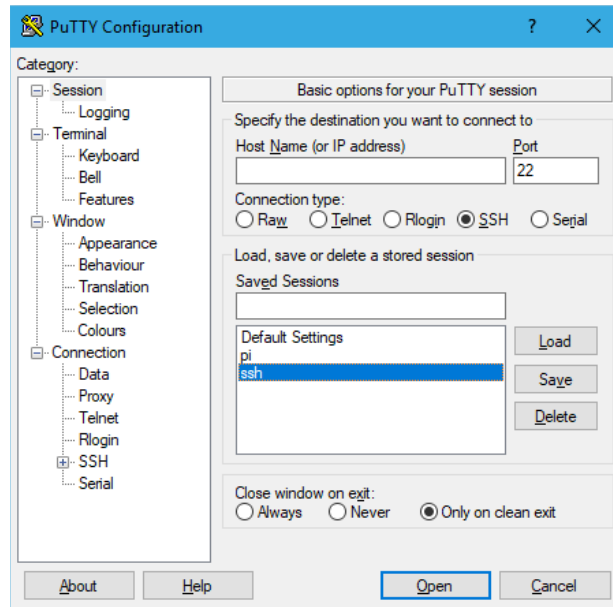 PuTTY Configuration
?
Category:
Session
Logging
Terminal
Keyboard
Bell
Features
Window
Appearance
Behaviour
Translation
Selection
Colours
Connection
Data
Proxy
Telnet
Rlogin
SSH
Serial
Basic options for your PuTTY session
Specify the destination you want to connect to
Host Name (or IP address) Port
22
Connection type:
Raw Telnet Rlogin SSH Serial
Load, save or delete a stored session
Saved Sessions
Default Settings
pi
ssh
Load
Save
Delete
Close window on exit:
Always Never Only on clean exit
About Help Open Cancel